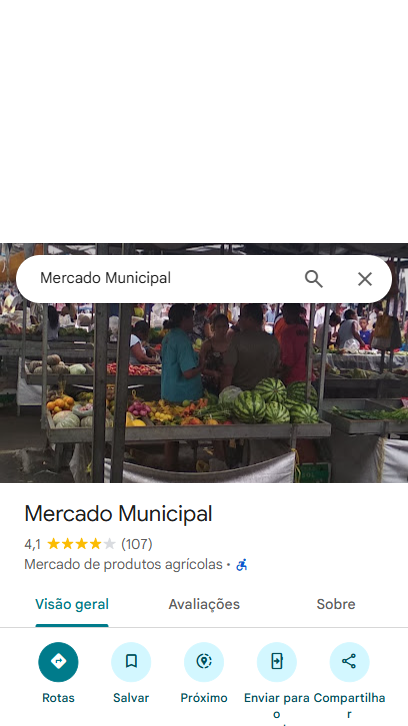 Mercado Municipal
Mercado Municipal
4,1 (107)
Mercado de produtos agrícolas ·
Visão geral Avaliações Sobre
Rotas Salvar Próximo Enviar para o Compartilhar